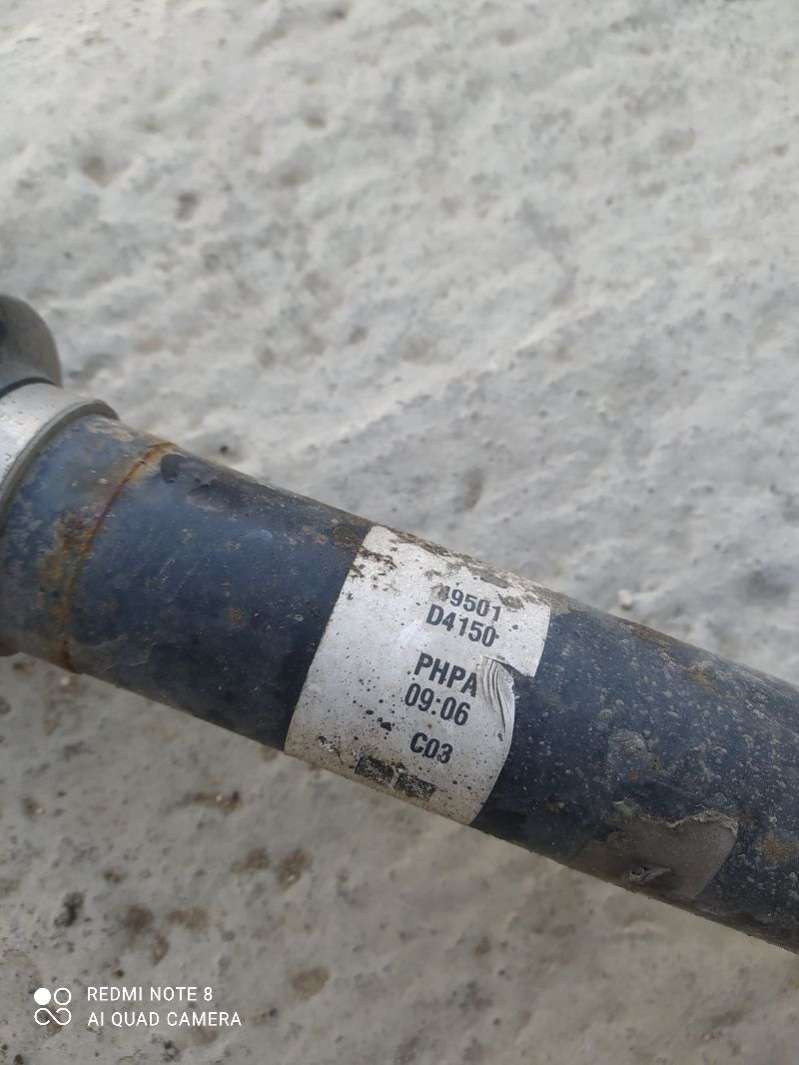 49501
D4150
PHPA
09:06
C03
REDMI NOTE 8
AI QUAD CAMERA